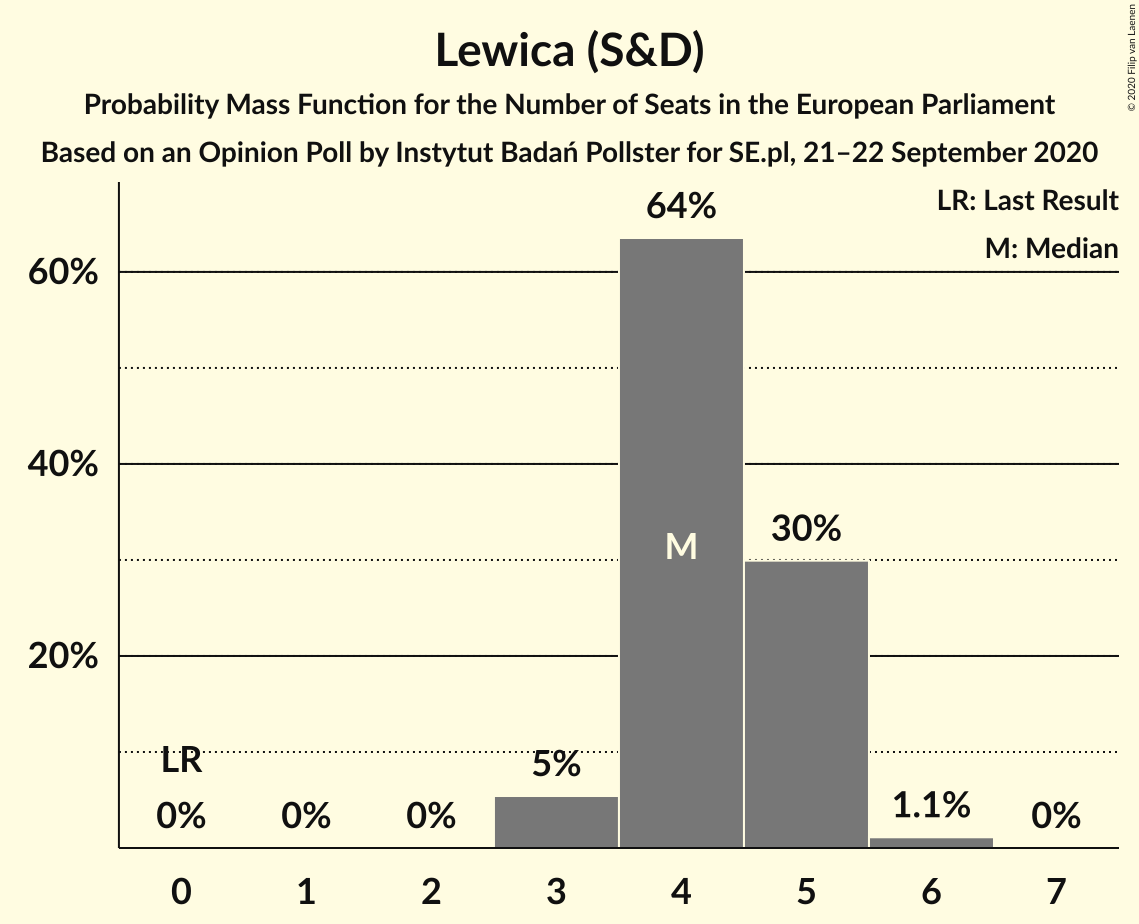 Lewica (S&D)
Probability Mass Function for the Number of Seats in the European Parliament
Based on an Opinion Poll by Instytut Badań Pollster for SE.pl, 21–22 September 2020
© 2020 Filip van Laenen
LR: Last Result
M: Median
64%
60%
40%
30%
M
20%
LR
5%
0%
0%
0%
1.1%
0%
0
1
2
3
4
5
6
7